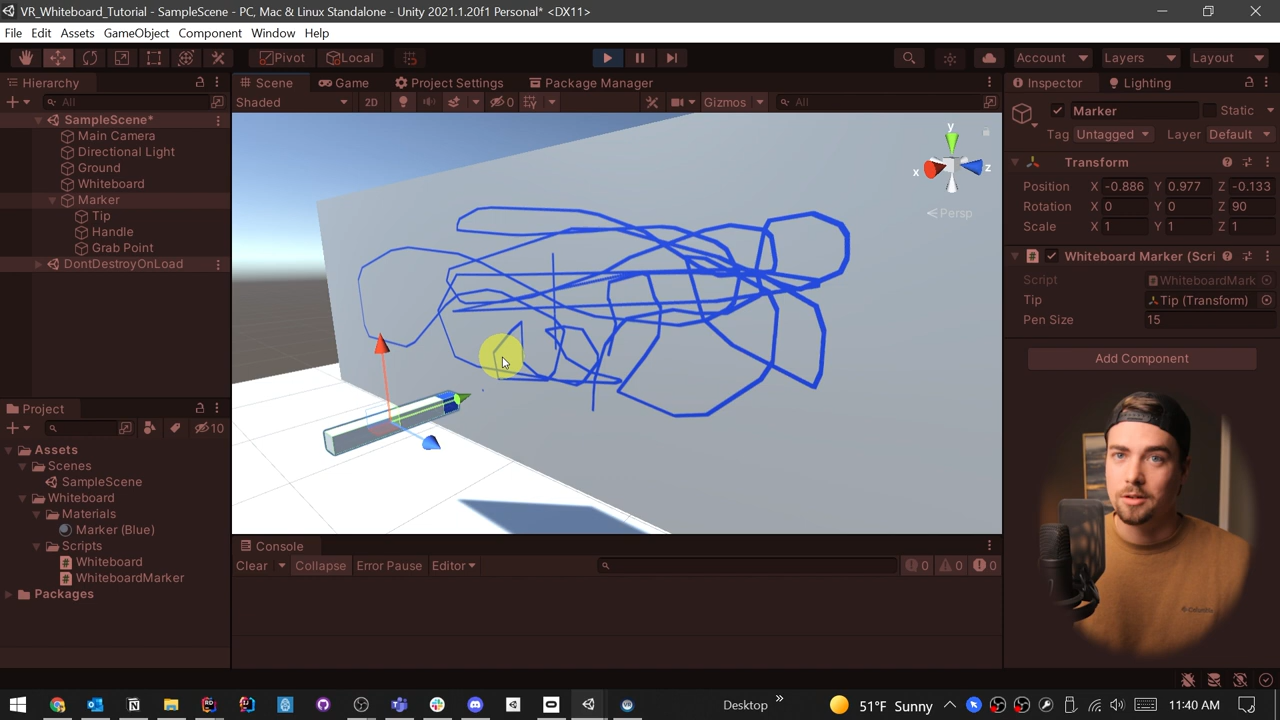 VR_Whiteboard_Tutorial - SampleScene - PC, Mac & Linux Standalone - Unity 2021.1.20f1 Personal* <DX11>
File Edit Assets GameObject Component Window Help
Pivot Local Account Layers Layout
Hierarchy
All
SampleScene*
Main Camera
Directional Light
Ground
Whiteboard
Marker
Tip
Handle
Grab Point
DontDestroyOnLoad
Scene Game Project Settings Package Manager
Shaded 2D 0 Gizmos All
y
x z
Persp
Inspector Lighting
Marker Static
Tag Untagged Layer Default
Transform
Position X -0.886 Y 0.977 Z -0.133
Rotation X 0 Y 0 Z 90
Scale X 1 Y 1 Z 1
# Whiteboard Marker (Scri
Script WhiteboardMark
Tip Tip (Transform)
Pen Size 15
Add Component
Project
10
Assets
Scenes
SampleScene
Whiteboard
Materials
Marker (Blue)
Scripts
# Whiteboard
# WhiteboardMarker
Packages
Console
Clear Collapse Error Pause Editor 0 0 0
Desktop 51°F Sunny 11:40 AM